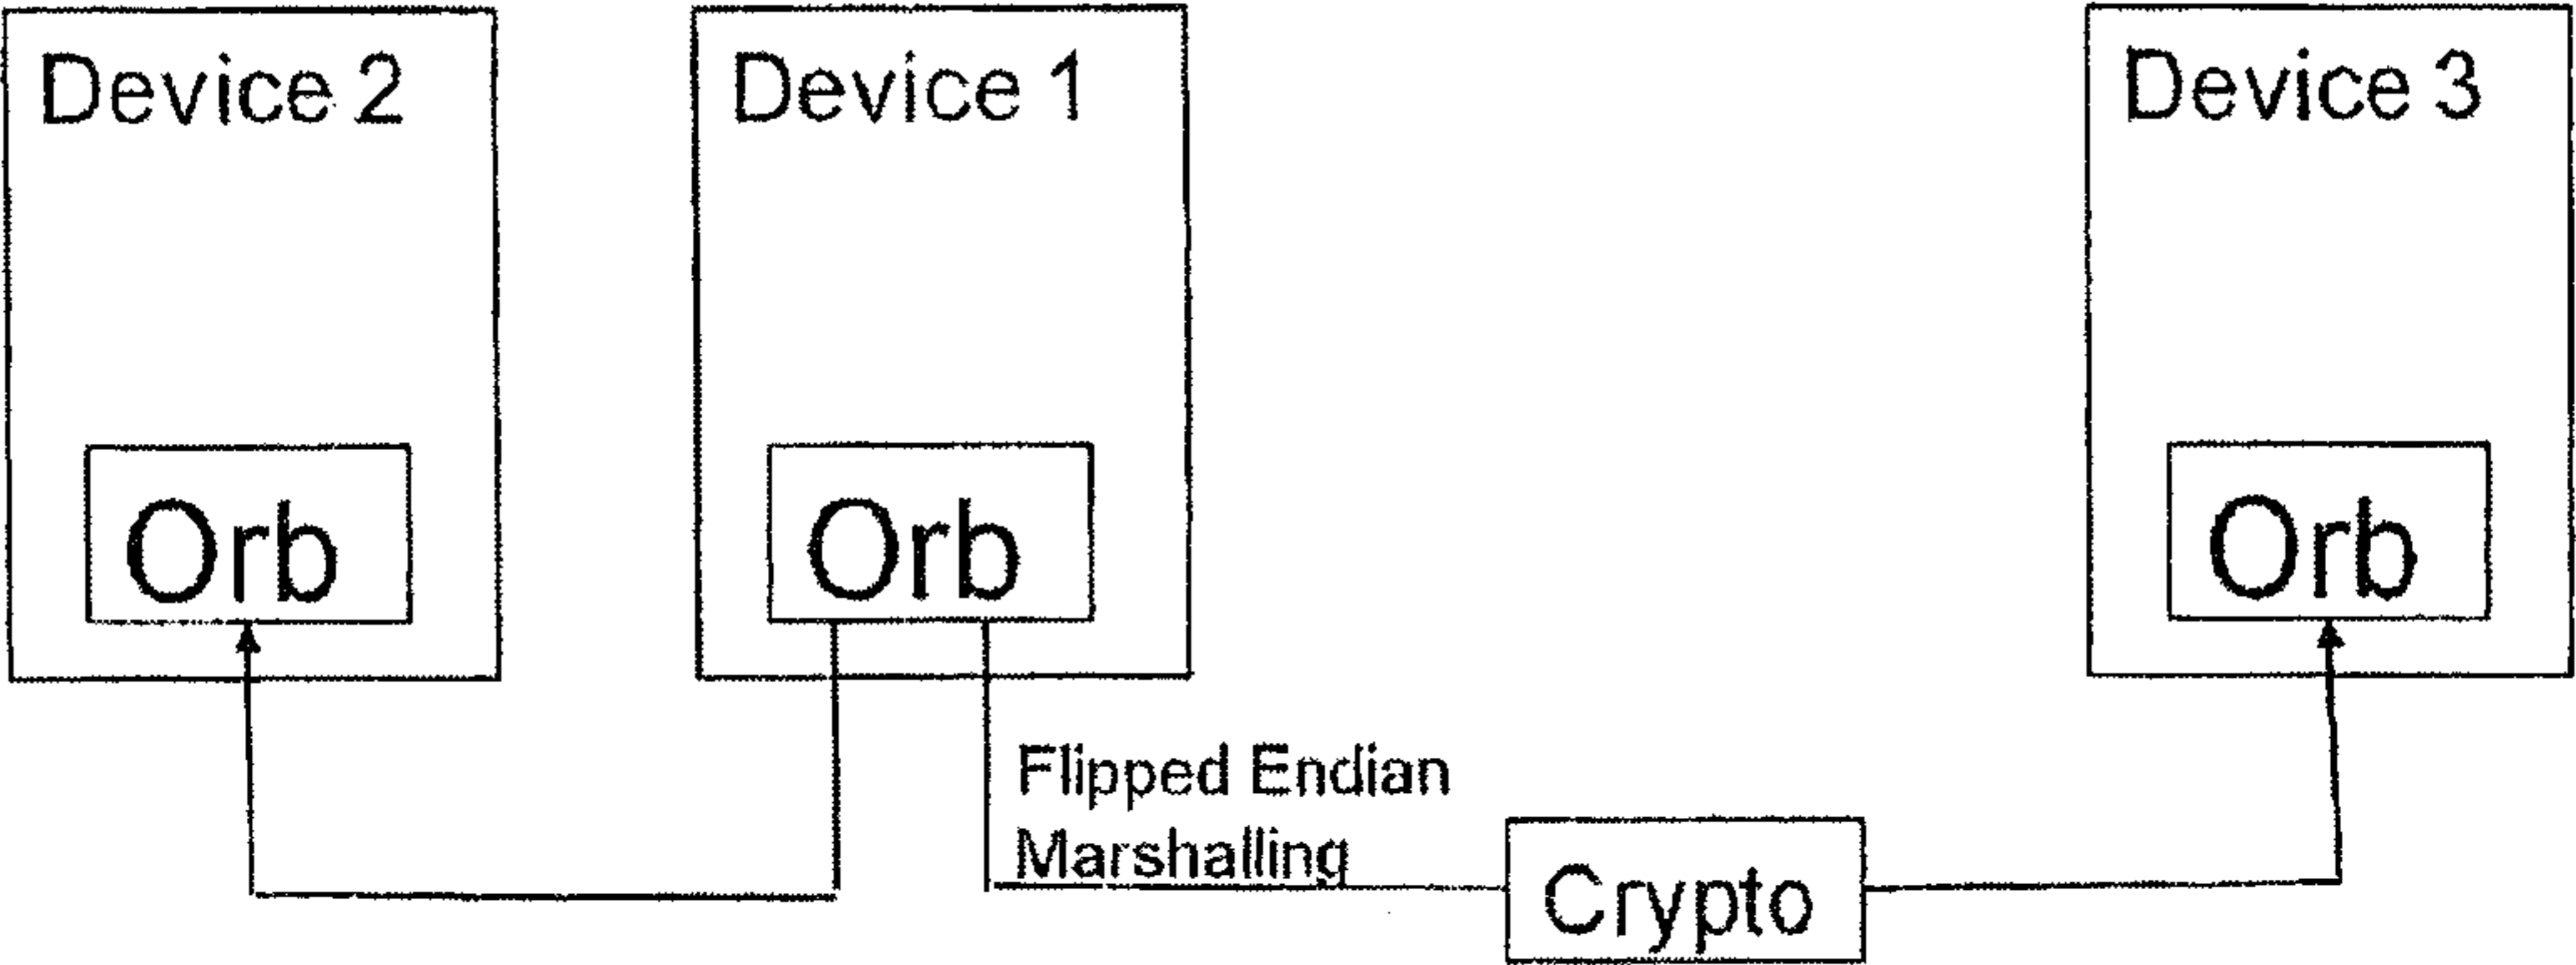 Device 2
Device 1
Device 3
Orb
Orb
Orb
Flipped Endian
Marshalling
Crypto